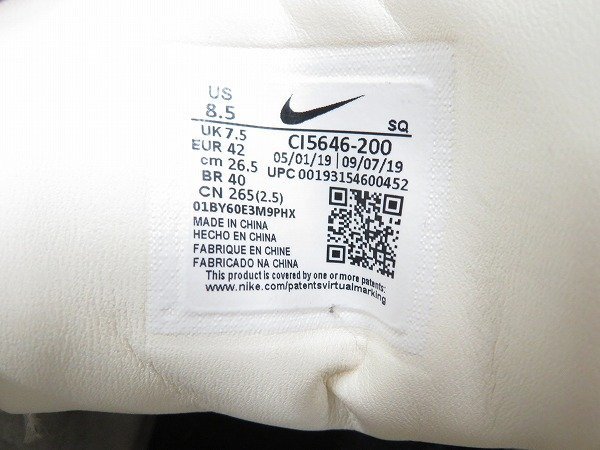 US
8.5
UK 7.5
EUR 42
cm 26.5
BR 40
CN 265(2.5)
01BY60E3M9PHX
MADE IN CHINA
HECHO EN CHINA
FABRIQUE EN CHINE
FABRICADO NA CHINA
SQ
CI5646-200
05/01/19 | 09/07/19
UPC 00193154600452
This product is covered by one or more patents:
www.nike.com/patentsvirtualmarking